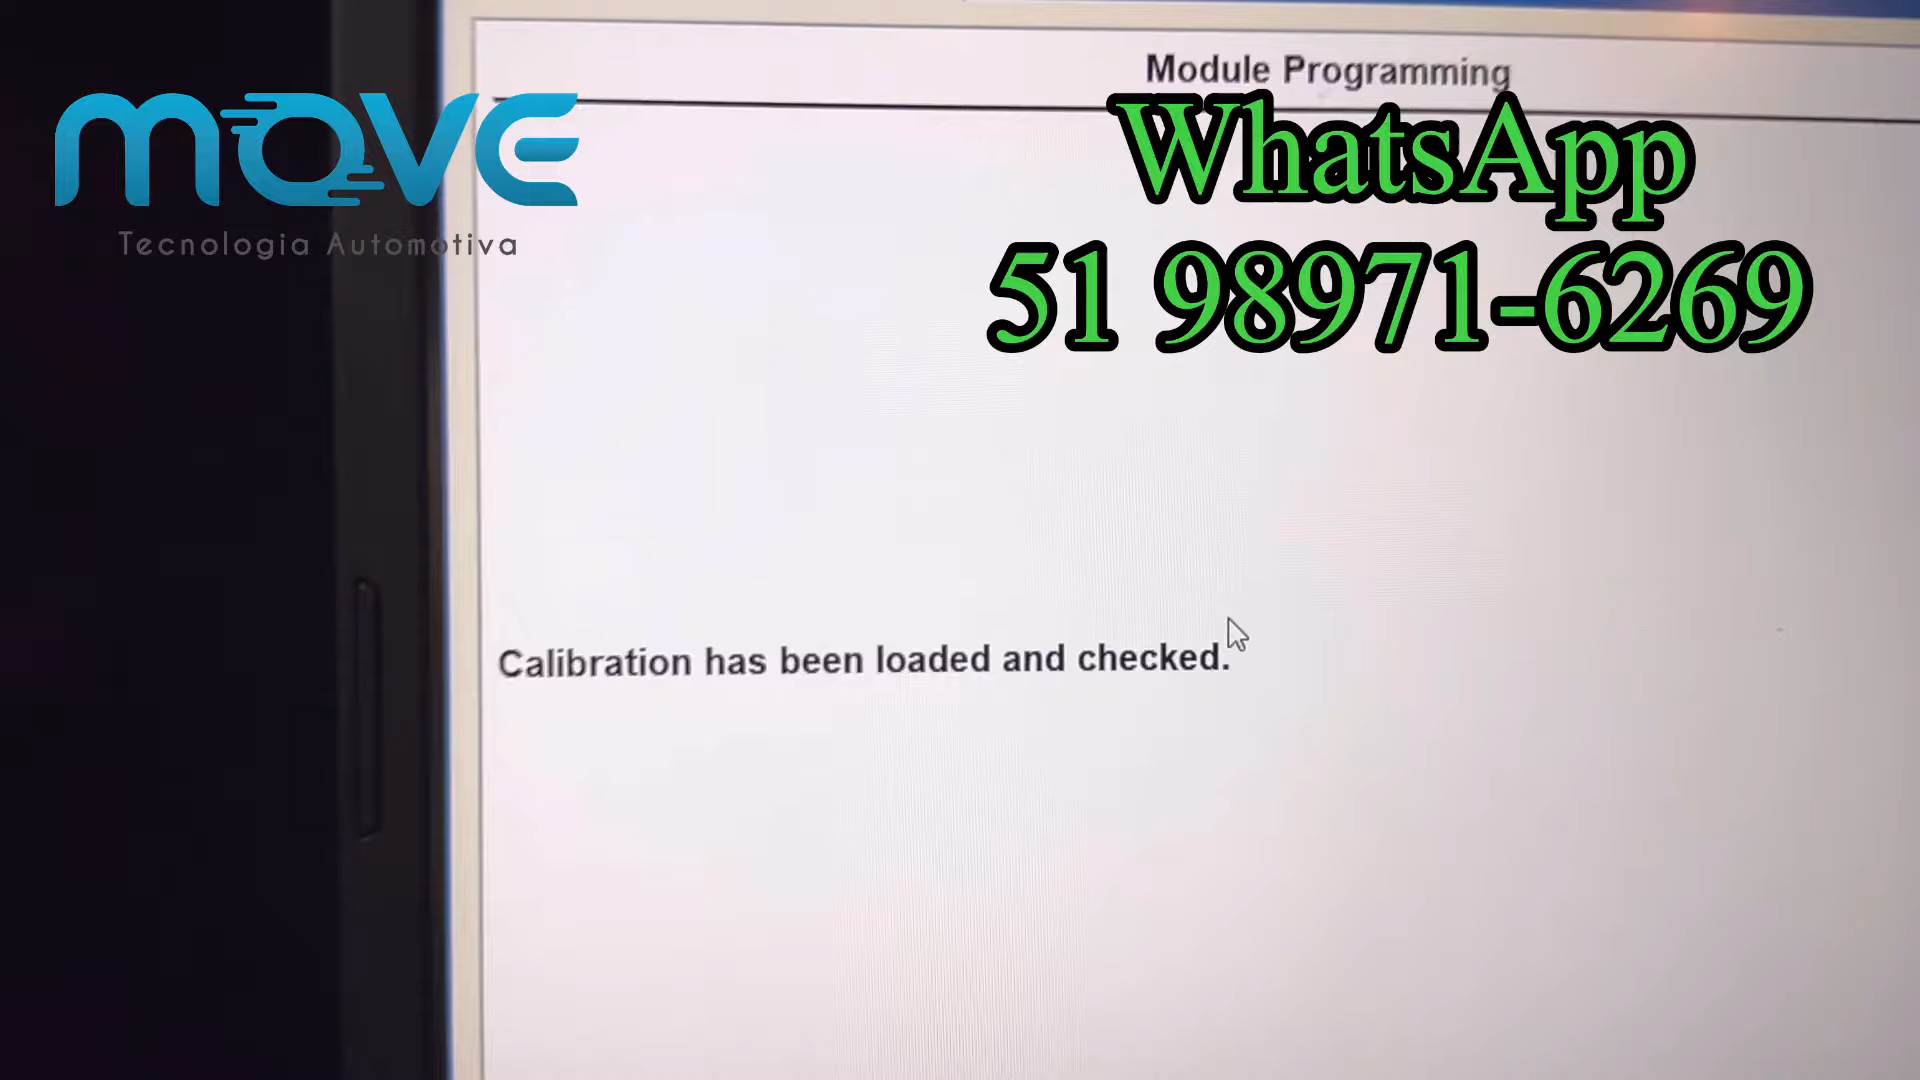 Module Programming
MOVE
Tecnologia Automotiva
WhatsApp
51 98971-6269
Calibration has been loaded and checked.